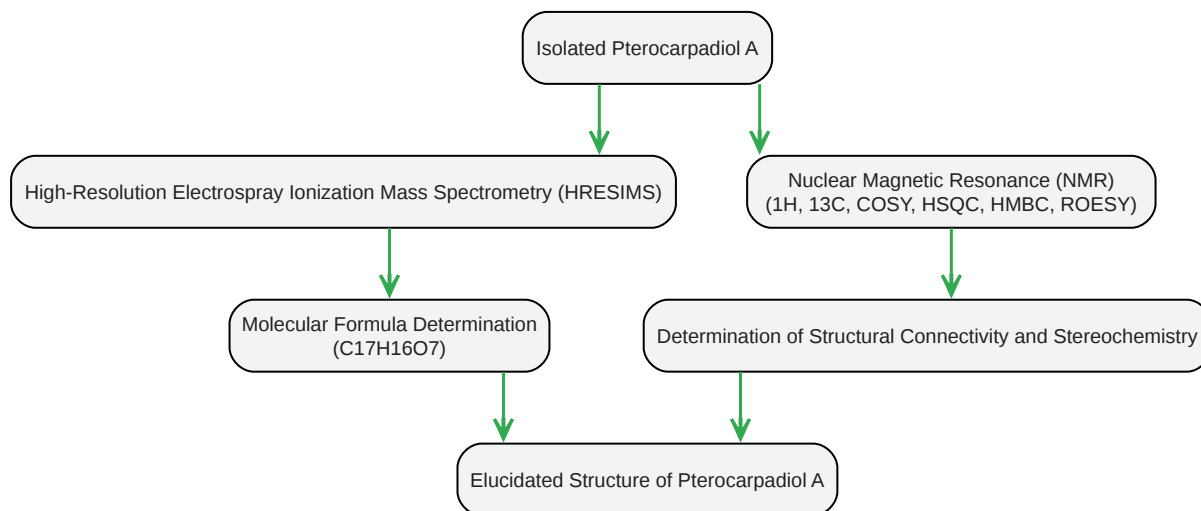 Isolated Pterocarpadiol A
High-Resolution Electrospray Ionization Mass Spectrometry (HRESIMS)
Nuclear Magnetic Resonance (NMR)
(1H, 13C, COSY, HSQC, HMBC, ROESY)
Molecular Formula Determination
(C17H16O7)
Determination of Structural Connectivity and Stereochemistry
Elucidated Structure of Pterocarpadiol A